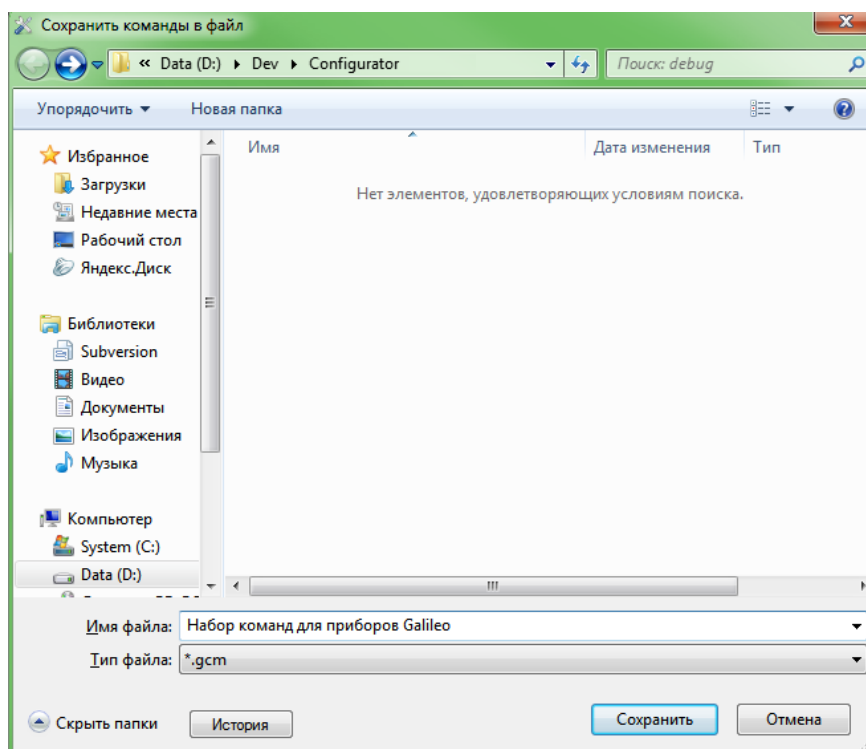 Сохранить команды в файл
« Data (D:) Dev Configurator
Поиск: debug
Упорядочить Новая папка
Имя Дата изменения Тип
Нет элементов, удовлетворяющих условиям поиска.
Избранное
Загрузки
Недавние места
Рабочий стол
Яндекс.Диск
Библиотеки
Subversion
Видео
Документы
Изображения
Музыка
Компьютер
System (C:)
Data (D:)
Имя файла: Набор команд для приборов Galileo
Тип файла: *.gcm
Скрыть папки История Сохранить Отмена